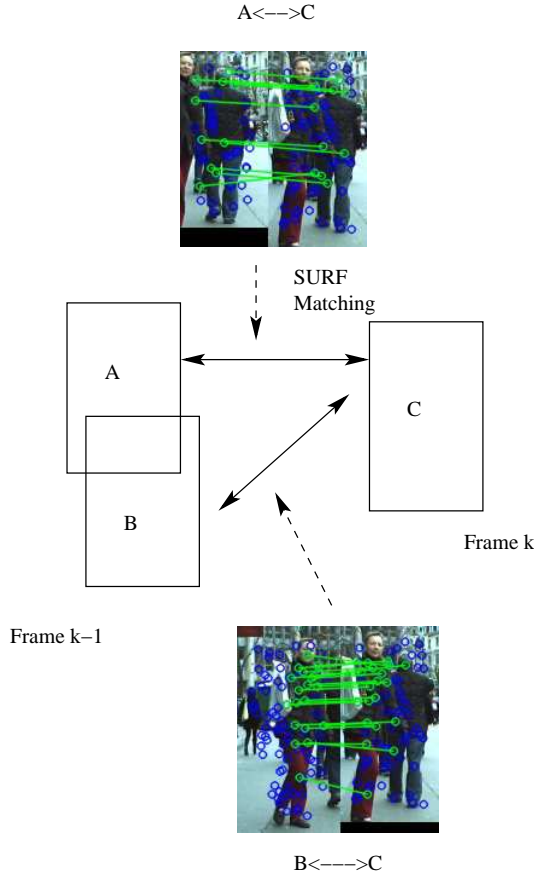 A<-->C
SURF
Matching
A
C
B
Frame k
Frame k-1
B<--->C